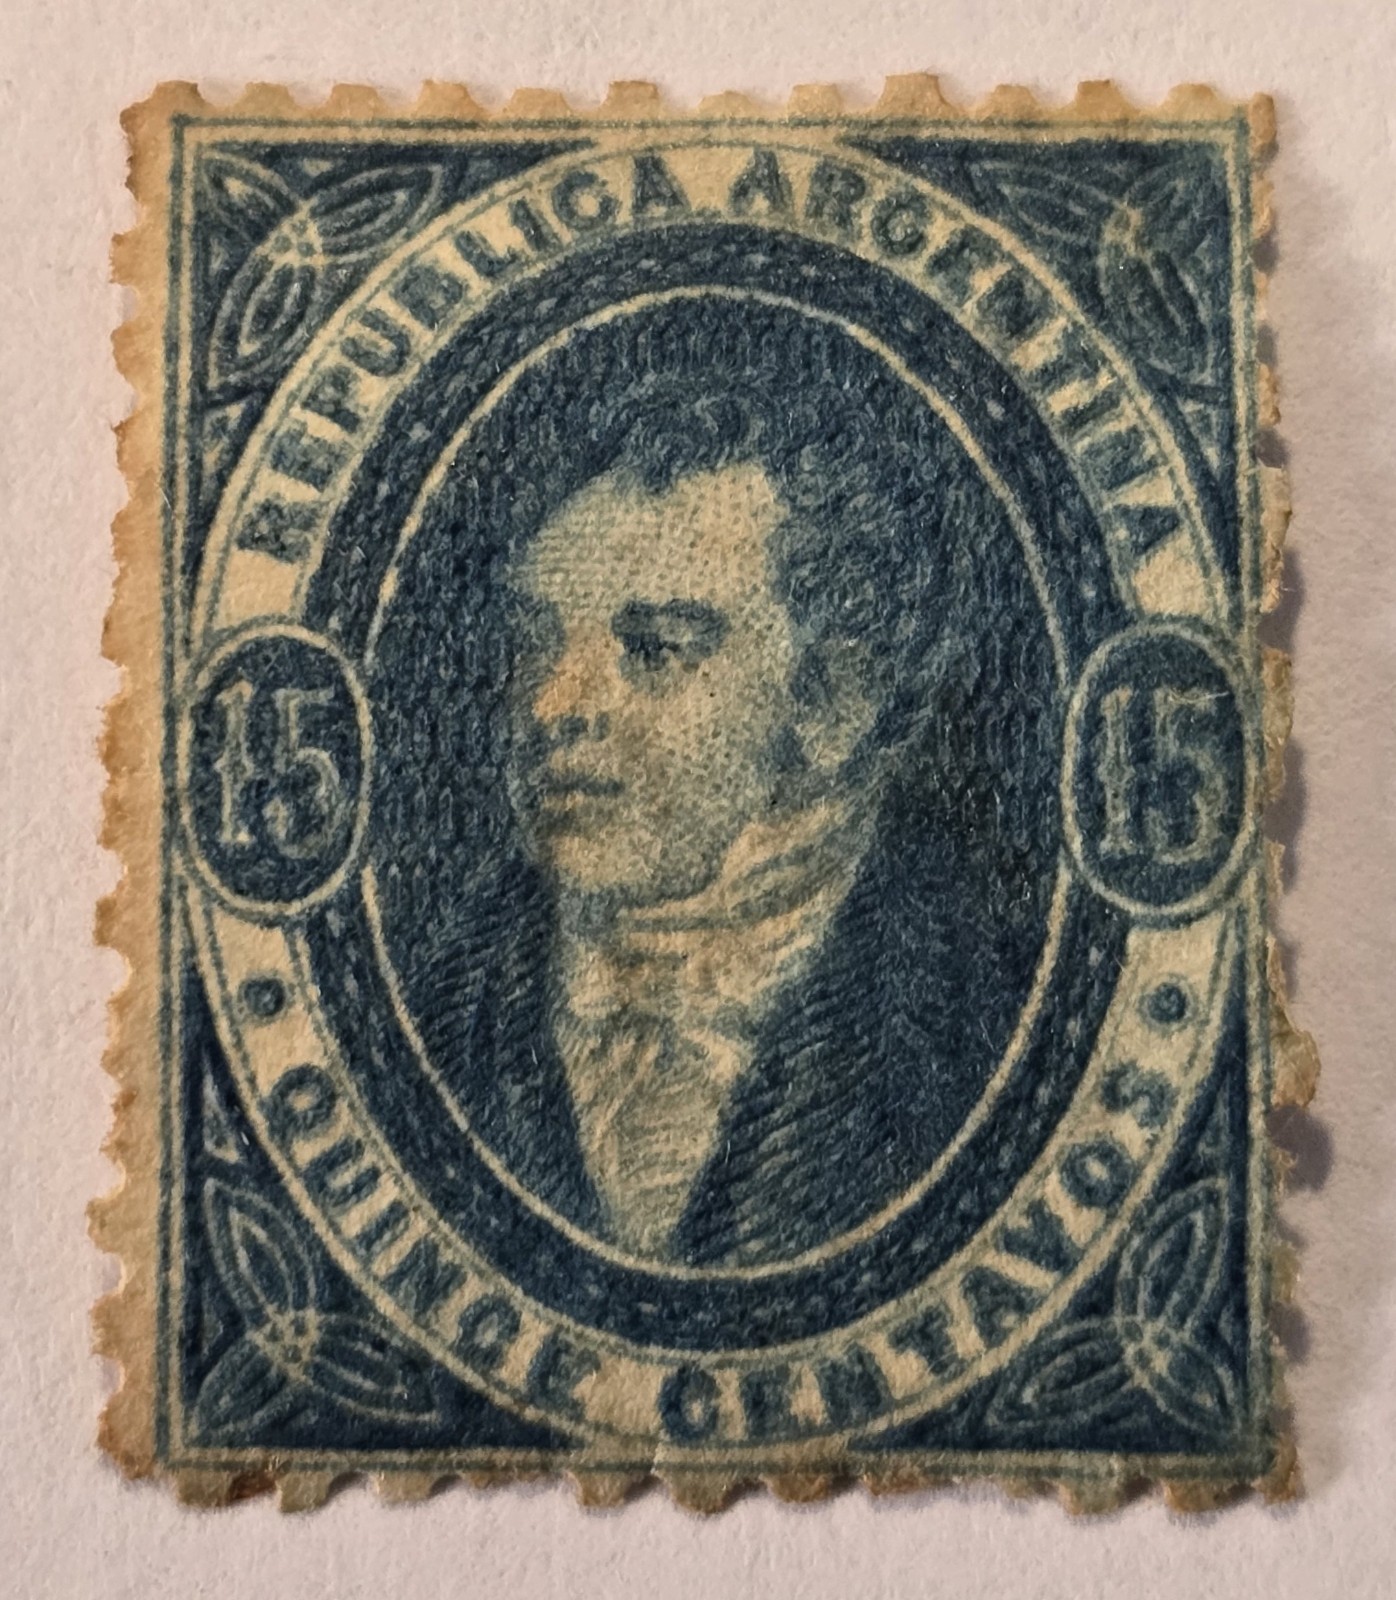 REPUBLICA ARGENTINA
15
15
QUINCE CENTAVOS